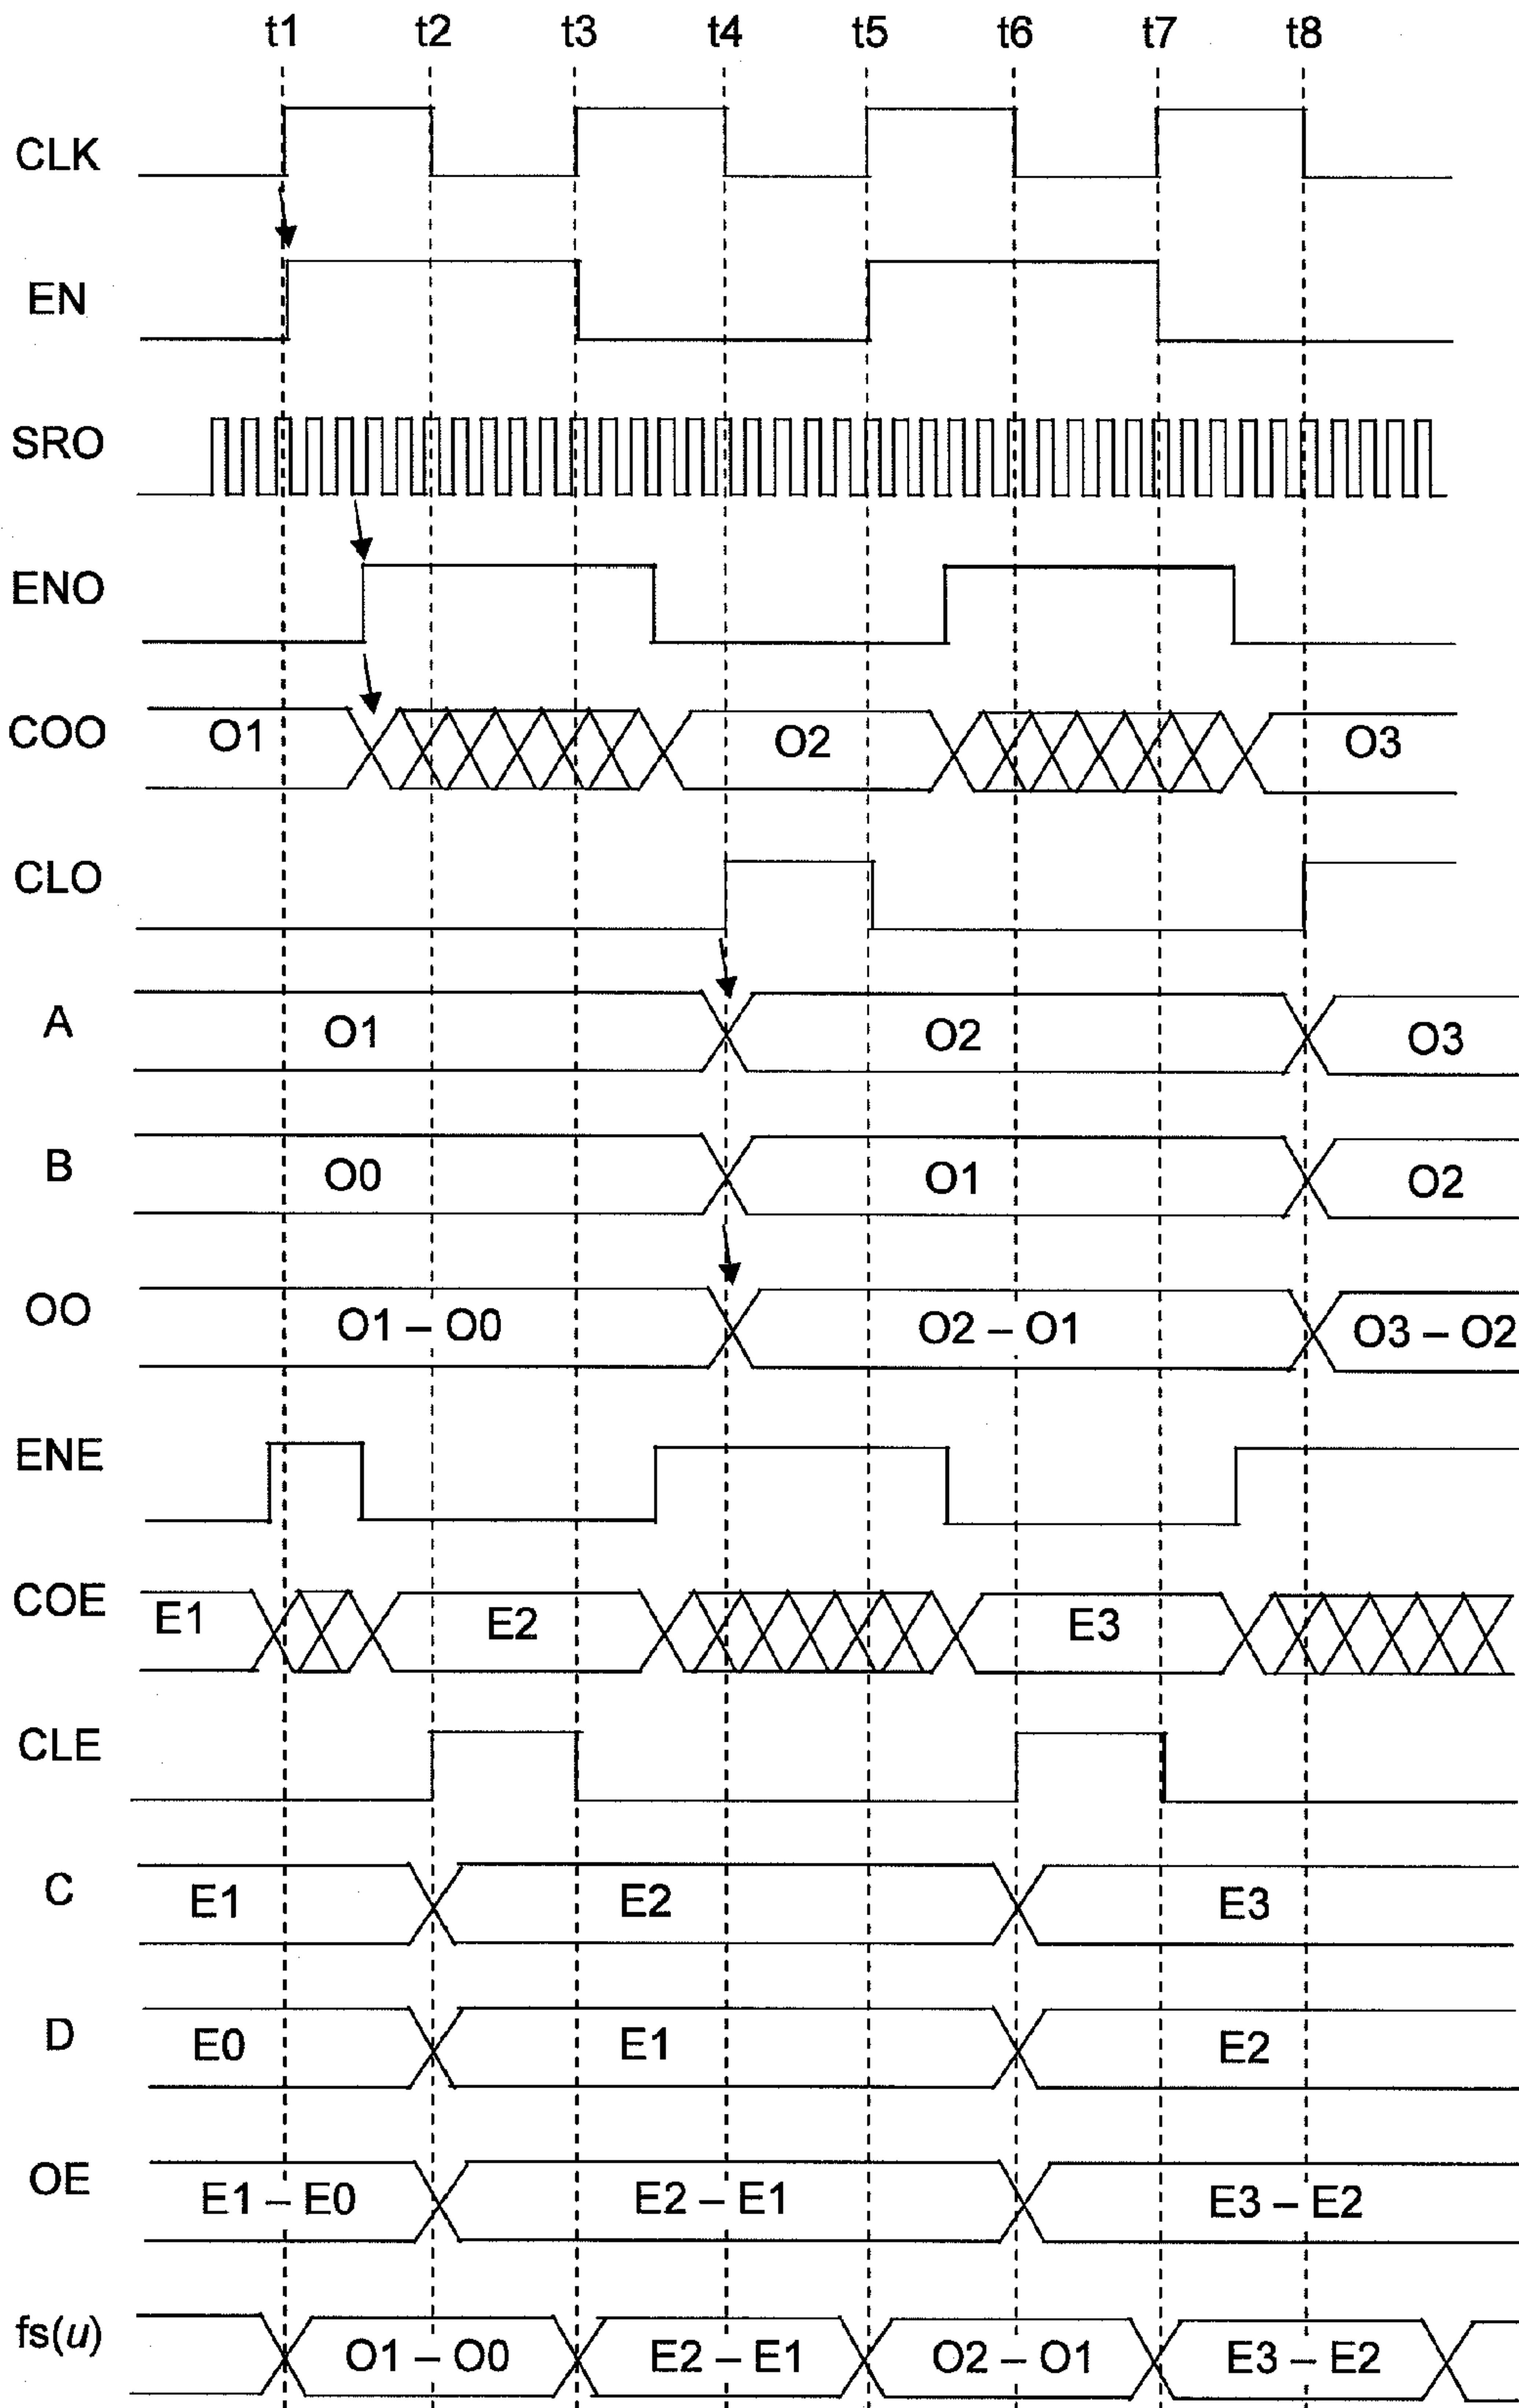 t1 t2 t3 t4 t5 t6 t7 t8
CLK
EN
SRO
ENO
COO O1 O2 O3
CLO
A O1 O2 O3
B O0 O1 O2
OO O1 – O0 O2 – O1 O3 – O2
ENE
COE E1 E2 E3
CLE
C E1 E2 E3
D E0 E1 E2
OE E1 – E0 E2 – E1 E3 – E2
fs(u) O1 – O0 E2 – E1 O2 – O1 E3 – E2